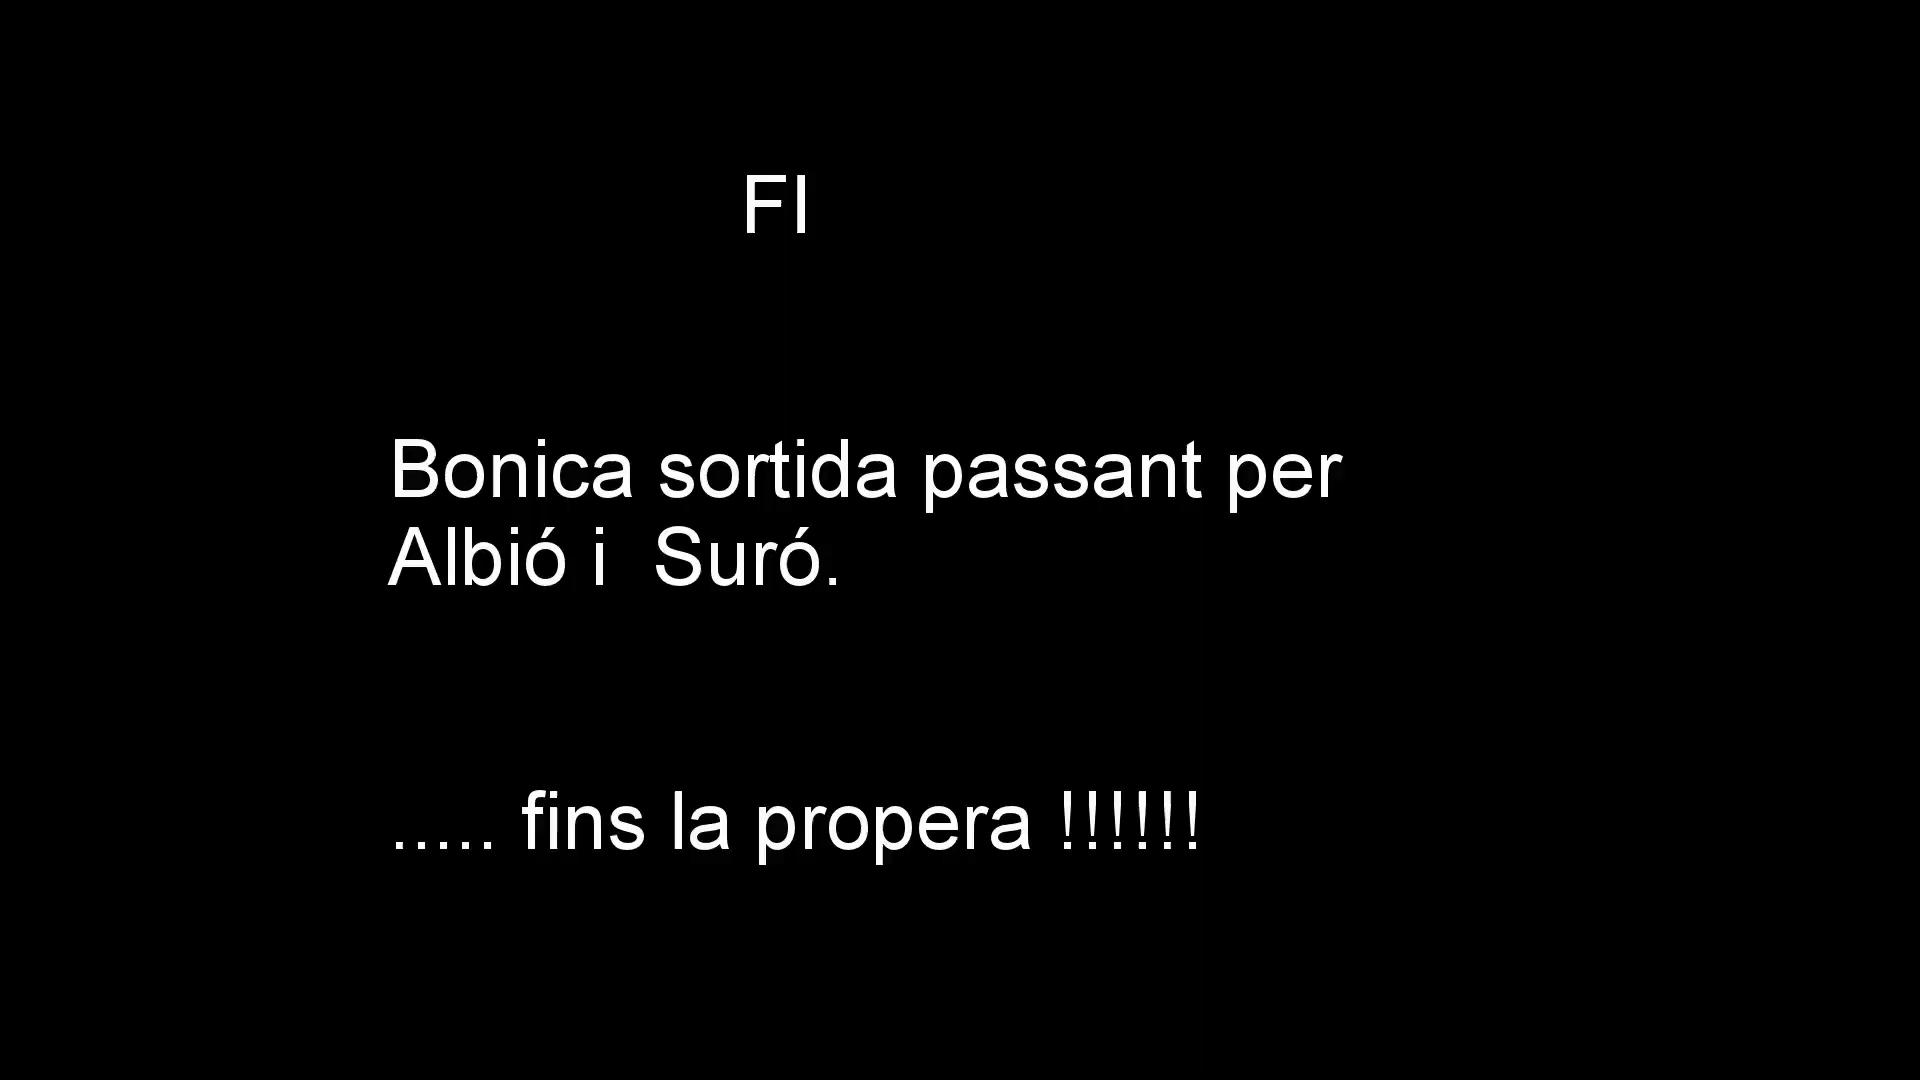 FI
Bonica sortida passant per
Albió i  Suró.
..... fins la propera !!!!!!